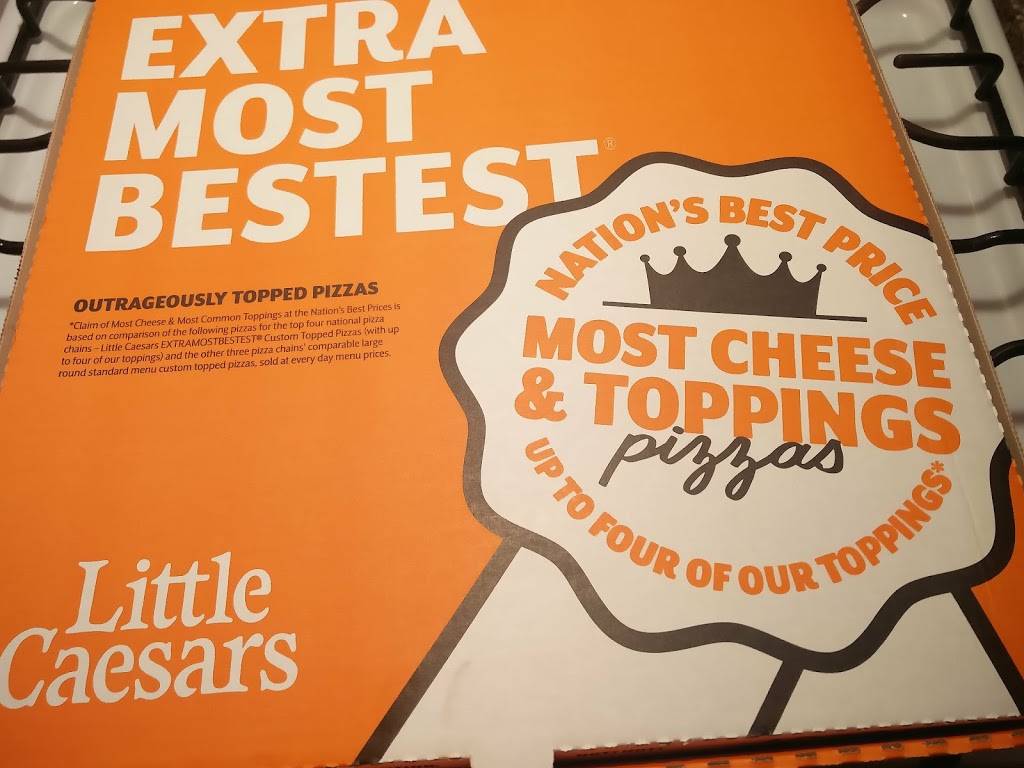 EXTRA
MOST
BESTEST®
OUTRAGEOUSLY TOPPED PIZZAS
*Claim of Most Cheese & Most Common Toppings at the Nation's Best Prices is
based on comparison of the following pizzas for the top four national pizza
chains – Little Caesars EXTRAMOSTBESTEST® Custom Topped Pizzas (with up
to four of our toppings) and the other three pizza chains' comparable large
round standard menu custom topped pizzas, sold at every day menu prices.
NATION'S BEST PRICE
MOST CHEESE
& TOPPINGS
pizzas
UP TO FOUR OF OUR TOPPINGS*
Little
Caesars